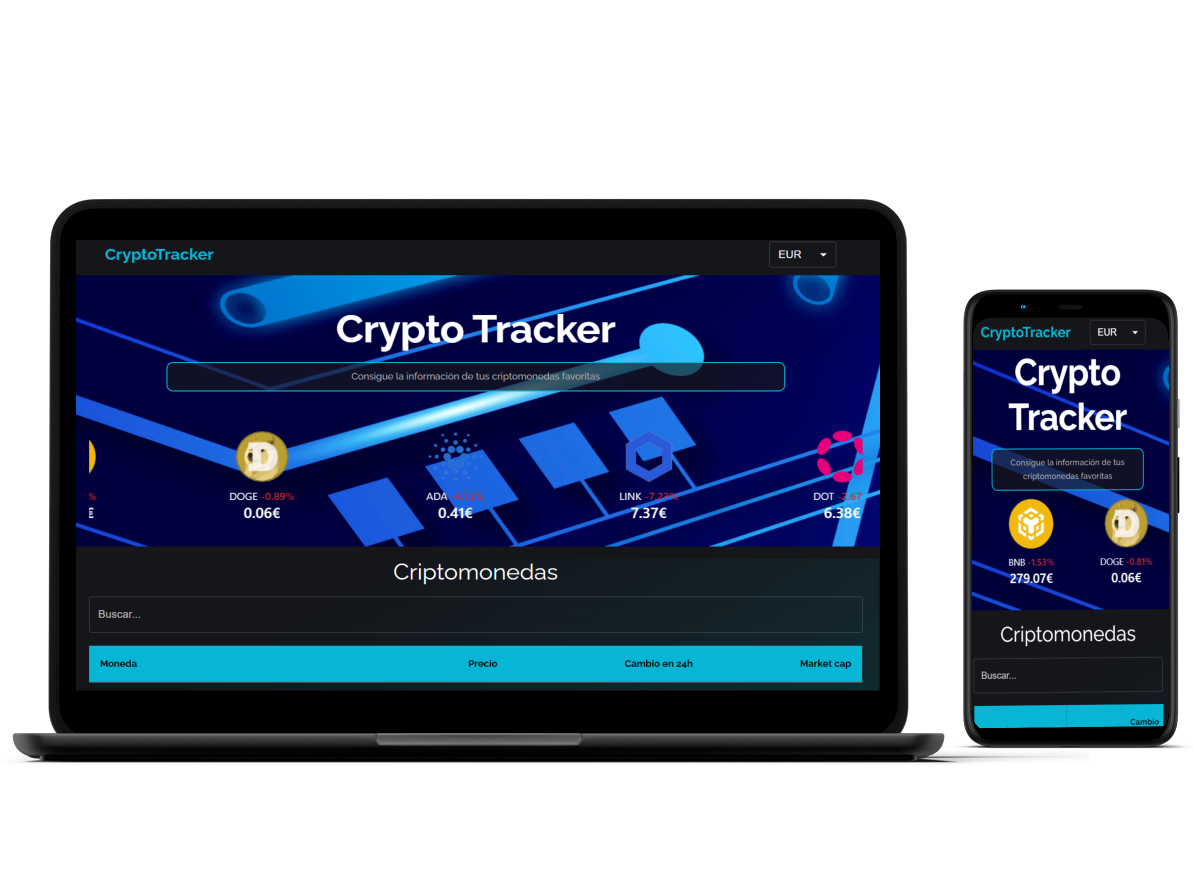 CryptoTracker
EUR
Crypto Tracker
Consigue la información de tus criptomonedas favoritas
%
DOGE -0.89%
ADA
LINK -7.23%
DOT -2.67
€
0.06€
0.41€
7.37€
6.38€
Criptomonedas
Buscar...
Moneda Precio Cambio en 24h Market cap
CryptoTracker
EUR
Crypto
Tracker
Consigue la información de tus
criptomonedas favoritas
BNB -1.53%
DOGE -0.81%
279.07€
0.06€
Criptomonedas
Buscar...
Cambio